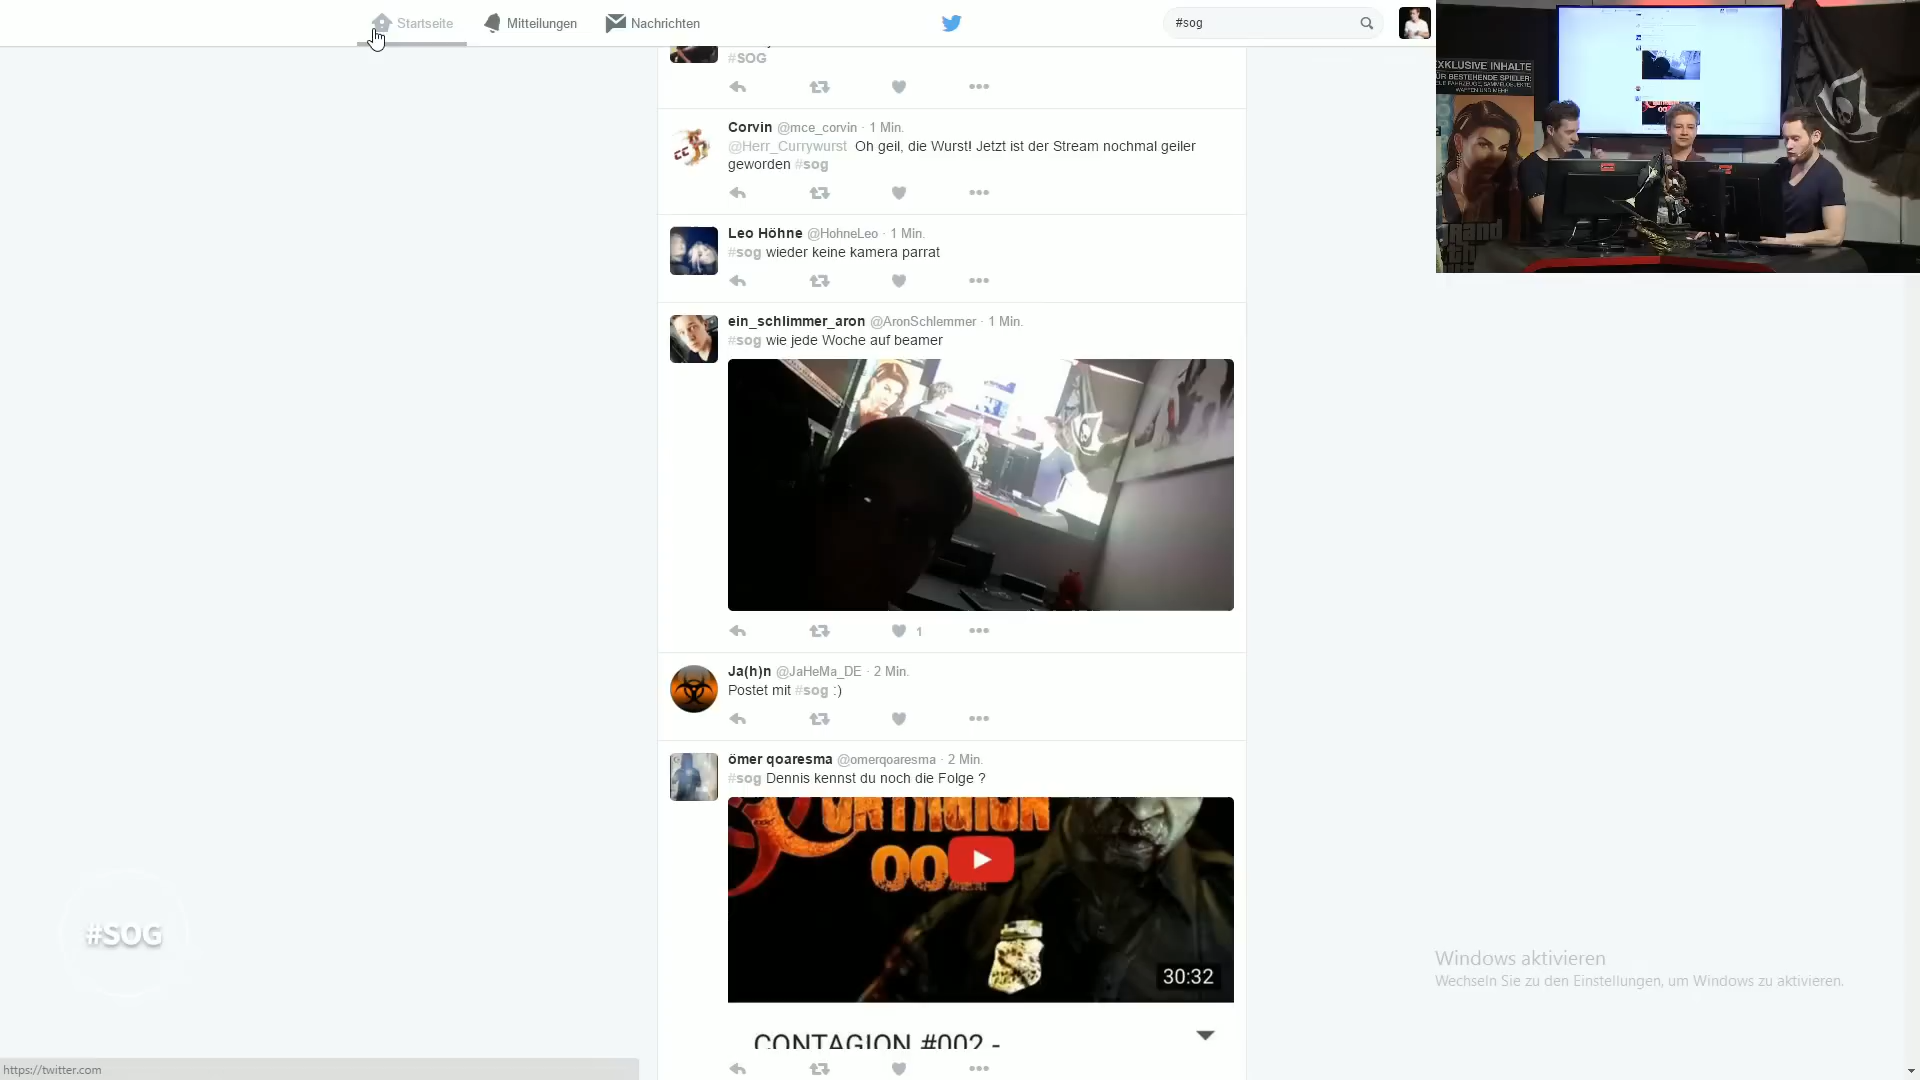 Startseite
Mitteilungen
Nachrichten
#sog
#SOG
Corvin @mce_corvin · 1 Min.
@Herr_Currywurst Oh geil, die Wurst! Jetzt ist der Stream nochmal geiler
geworden #sog
Leo Höhne @HohneLeo · 1 Min.
#sog wieder keine kamera parrat
ein_schlimmer_aron @AronSchlemmer · 1 Min.
#sog wie jede Woche auf beamer
1
Ja(h)n @JaHeMa_DE · 2 Min.
Postet mit #sog :)
ömer qoaresma @omerqoaresma · 2 Min.
#sog Dennis kennst du noch die Folge ?
CONTAGION
30:32
CONTAGION #002 -
EXKLUSIVE INHALTE
FÜR BESTEHENDE SPIELER:
#SOG
Windows aktivieren
Wechseln Sie zu den Einstellungen, um Windows zu aktivieren.
https://twitter.com